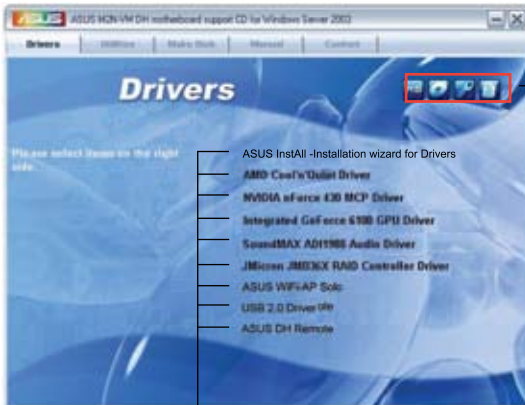 ASUS M2N-VM DH motherboard support CD for Windows Server 2003
Drivers Utilities Make Disk Manual Contact
Drivers
Please select items on the right
side.
ASUS InstAll -Installation wizard for Drivers
AMD Cool'n'Quiet Driver
NVIDIA nForce 430 MCP Driver
Integrated GeForce 6100 GPU Driver
SoundMAX ADI1988 Audio Driver
JMicron JMB36X RAID Controller Driver
ASUS WiFi-AP Solo
USB 2.0 Driver
ASUS DH Remote